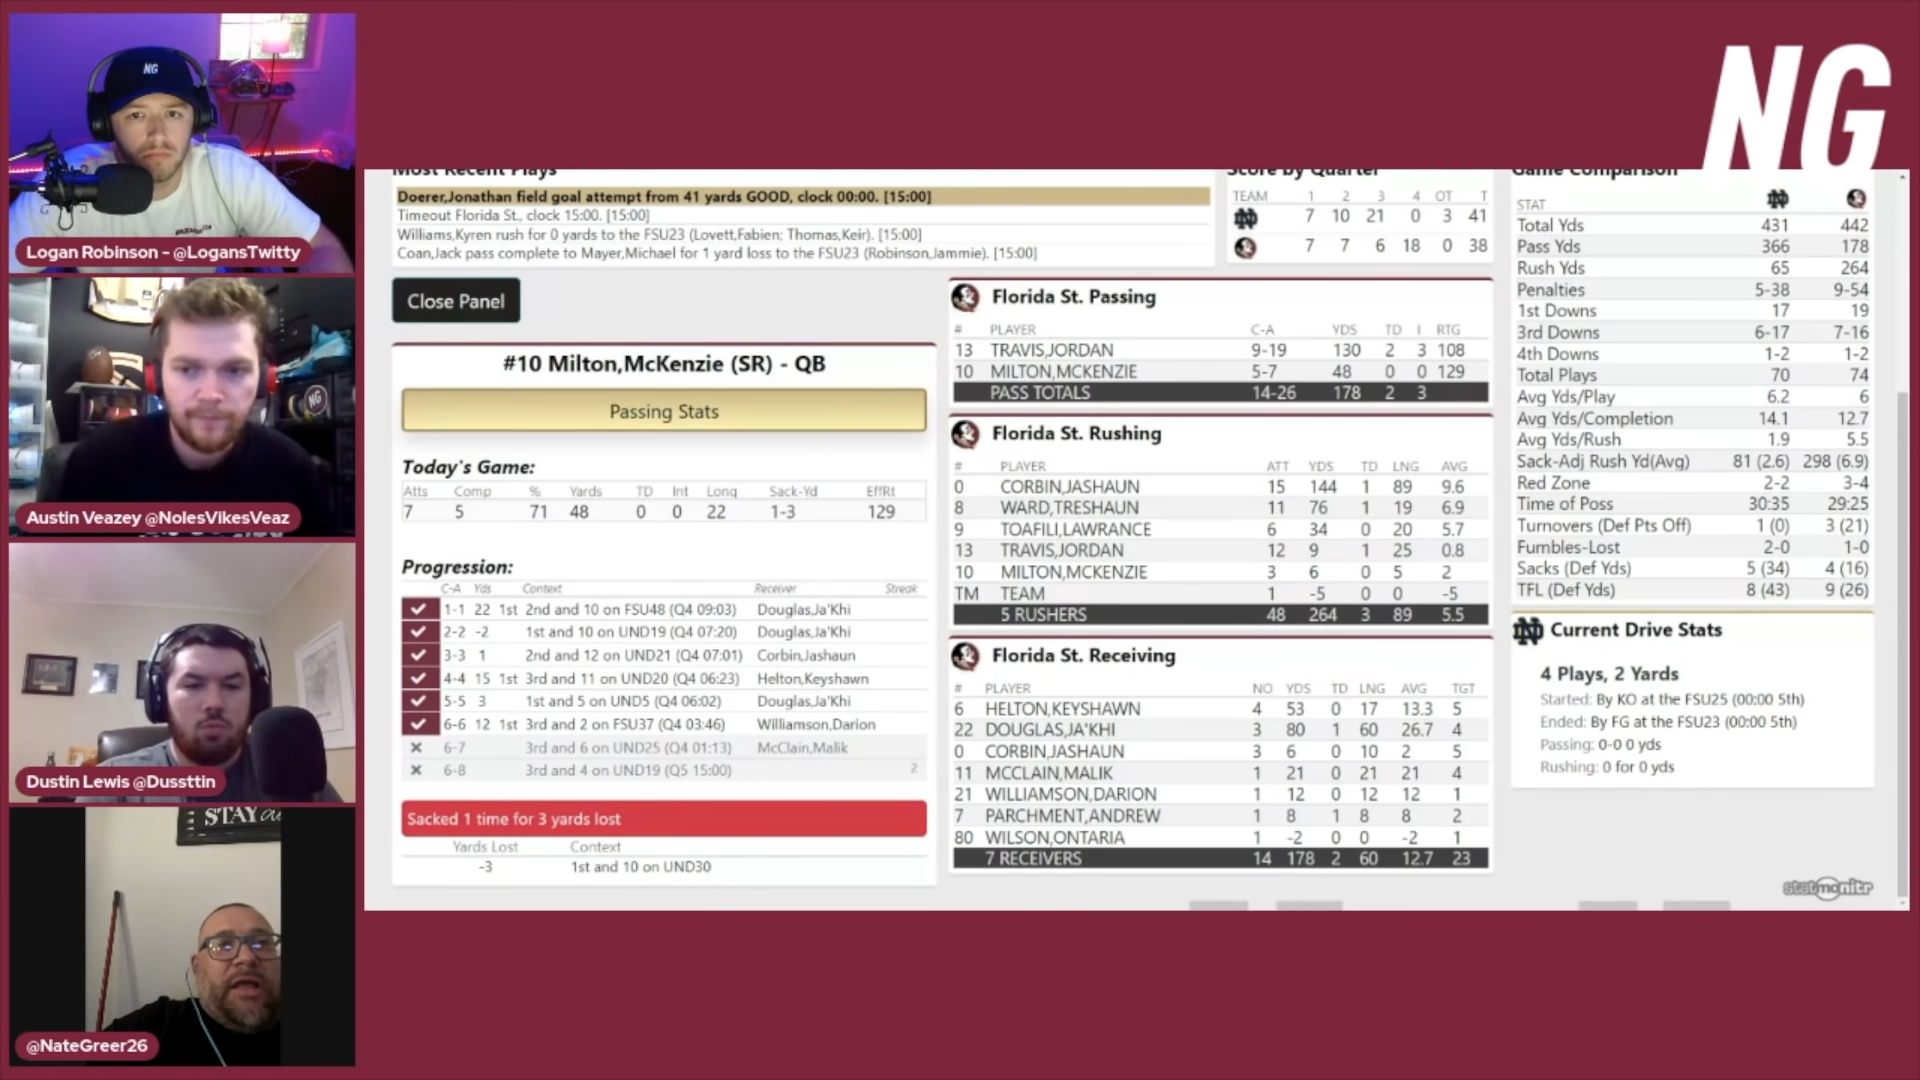 NG
NG
Logan Robinson - @LogansTwitty
NG
Austin Veazey @NolesVikesVeaz
Dustin Lewis @Dussttin
STAY
@NateGreer26
Most Recent Plays
Doerer,Jonathan field goal attempt from 41 yards GOOD, clock 00:00. [15:00]
Timeout Florida St., clock 15:00. [15:00]
Williams,Kyren rush for 0 yards to the FSU23 (Lovett,Fabien; Thomas,Keir). [15:00]
Coan,Jack pass complete to Mayer,Michael for 1 yard loss to the FSU23 (Robinson,Jammie). [15:00]
Score by Quarter
TEAM 1 2 3 4 OT T
7 10 21 0 3 41
7 7 6 18 0 38
Close Panel
#10 Milton,McKenzie (SR) - QB
Passing Stats
Today's Game:
Atts Comp % Yards TD Int Long Sack-Yd EffRt
7 5 71 48 0 0 22 1-3 129
Progression:
C-A Yds Context Receiver Streak
1-1 22 1st 2nd and 10 on FSU48 (Q4 09:03) Douglas,Ja'Khi
2-2 -2 1st and 10 on UND19 (Q4 07:20) Douglas,Ja'Khi
3-3 1 2nd and 12 on UND21 (Q4 07:01) Corbin,Jashaun
4-4 15 1st 3rd and 11 on UND20 (Q4 06:23) Helton,Keyshawn
5-5 3 1st and 5 on UND5 (Q4 06:02) Douglas,Ja'Khi
6-6 12 1st 3rd and 2 on FSU37 (Q4 03:46) Williamson,Darion
6-7 3rd and 6 on UND25 (Q4 01:13) McClain,Malik
6-8 3rd and 4 on UND19 (Q5 15:00) 2
Sacked 1 time for 3 yards lost
Yards Lost Context
-3 1st and 10 on UND30
Florida St. Passing
# PLAYER C-A YDS TD I RTG
13 TRAVIS,JORDAN 9-19 130 2 3 108
10 MILTON,MCKENZIE 5-7 48 0 0 129
PASS TOTALS 14-26 178 2 3
Florida St. Rushing
# PLAYER ATT YDS TD LNG AVG
0 CORBIN,JASHAUN 15 144 1 89 9.6
8 WARD,TRESHAUN 11 76 1 19 6.9
9 TOAFILI,LAWRANCE 6 34 0 20 5.7
13 TRAVIS,JORDAN 12 9 1 25 0.8
10 MILTON,MCKENZIE 3 6 0 5 2
TM TEAM 1 -5 0 0 -5
5 RUSHERS 48 264 3 89 5.5
Florida St. Receiving
# PLAYER NO YDS TD LNG AVG TGT
6 HELTON,KEYSHAWN 4 53 0 17 13.3 5
22 DOUGLAS,JA'KHI 3 80 1 60 26.7 4
0 CORBIN,JASHAUN 3 6 0 10 2 5
11 MCCLAIN,MALIK 1 21 0 21 21 4
21 WILLIAMSON,DARION 1 12 0 12 12 1
7 PARCHMENT,ANDREW 1 8 1 8 8 2
80 WILSON,ONTARIA 1 -2 0 0 -2 1
7 RECEIVERS 14 178 2 60 12.7 23
Game Comparison
STAT
Total Yds 431 442
Pass Yds 366 178
Rush Yds 65 264
Penalties 5-38 9-54
1st Downs 17 19
3rd Downs 6-17 7-16
4th Downs 1-2 1-2
Total Plays 70 74
Avg Yds/Play 6.2 6
Avg Yds/Completion 14.1 12.7
Avg Yds/Rush 1.9 5.5
Sack-Adj Rush Yd(Avg) 81 (2.6) 298 (6.9)
Red Zone 2-2 3-4
Time of Poss 30:35 29:25
Turnovers (Def Pts Off) 1 (0) 3 (21)
Fumbles-Lost 2-0 1-0
Sacks (Def Yds) 5 (34) 4 (16)
TFL (Def Yds) 8 (43) 9 (26)
Current Drive Stats
4 Plays, 2 Yards
Started: By KO at the FSU25 (00:00 5th)
Ended: By FG at the FSU23 (00:00 5th)
Passing: 0-0 0 yds
Rushing: 0 for 0 yds
statmonitr